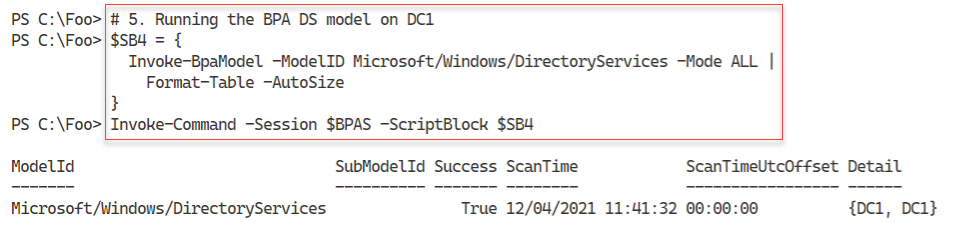 PS C:\Foo> # 5. Running the BPA DS model on DC1
PS C:\Foo> $SB4 = {
  Invoke-BpaModel -ModelID Microsoft/Windows/DirectoryServices -Mode ALL |
    Format-Table -AutoSize
}
PS C:\Foo> Invoke-Command -Session $BPAS -ScriptBlock $SB4
ModelId SubModelId Success ScanTime ScanTimeUtcOffset Detail
------- ---------- ------- -------- ----------------- ------
Microsoft/Windows/DirectoryServices True 12/04/2021 11:41:32 00:00:00 {DC1, DC1}